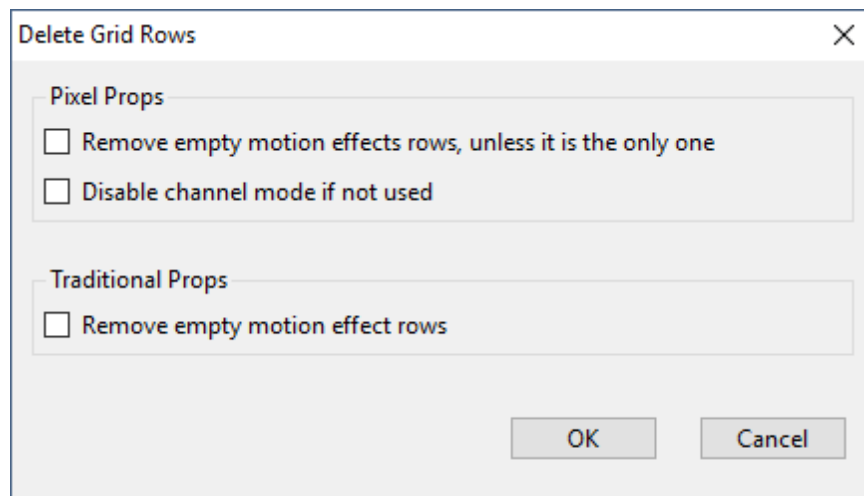 Delete Grid Rows
Pixel Props
Remove empty motion effects rows, unless it is the only one
Disable channel mode if not used
Traditional Props
Remove empty motion effect rows
OK Cancel